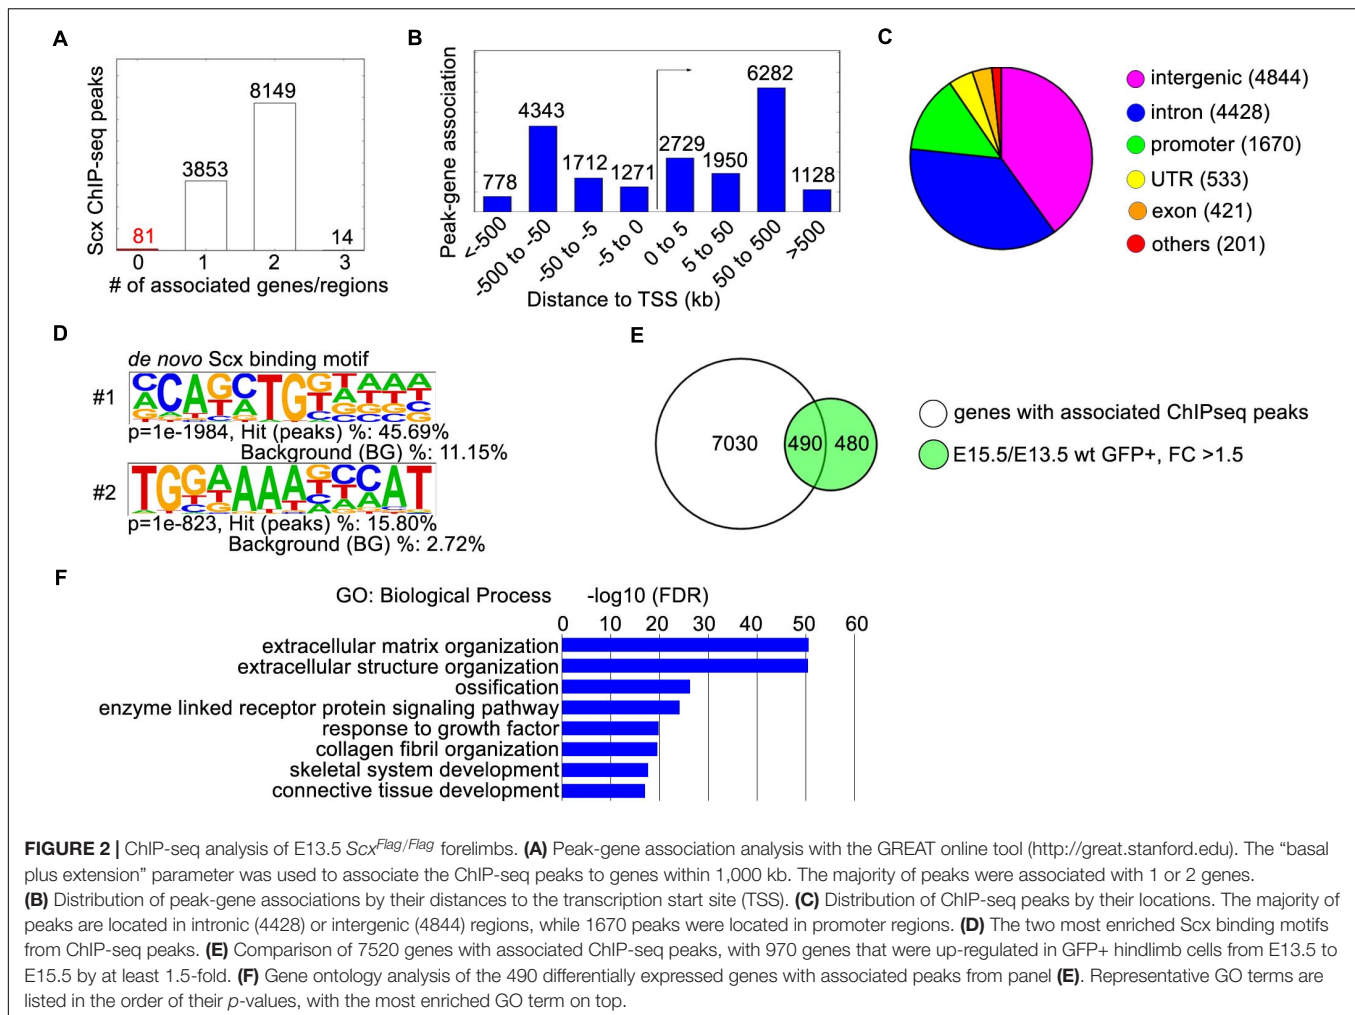 A
Scx ChIP-seq peaks
81
3853
8149
14
0 1 2 3
# of associated genes/regions
B
Peak-gene association
778
4343
1712
1271
2729
1950
6282
1128
<-500
-500 to -50
-50 to -5
-5 to 0
0 to 5
5 to 50
50 to 500
>500
Distance to TSS (kb)
C
intergenic (4844)
intron (4428)
promoter (1670)
UTR (533)
exon (421)
others (201)
D
de novo Scx binding motif
#1
p=1e-1984, Hit (peaks) %: 45.69%
Background (BG) %: 11.15%
#2
p=1e-823, Hit (peaks) %: 15.80%
Background (BG) %: 2.72%
E
7030 490 480
genes with associated ChIPseq peaks
E15.5/E13.5 wt GFP+, FC >1.5
F
GO: Biological Process -log10 (FDR)
0 10 20 30 40 50 60
extracellular matrix organization
extracellular structure organization
ossification
enzyme linked receptor protein signaling pathway
response to growth factor
collagen fibril organization
skeletal system development
connective tissue development
FIGURE 2 | ChIP-seq analysis of E13.5 ScxFlag/Flag forelimbs. (A) Peak-gene association analysis with the GREAT online tool (http://great.stanford.edu). The “basal
plus extension” parameter was used to associate the ChIP-seq peaks to genes within 1,000 kb. The majority of peaks were associated with 1 or 2 genes.
(B) Distribution of peak-gene associations by their distances to the transcription start site (TSS). (C) Distribution of ChIP-seq peaks by their locations. The majority of
peaks are located in intronic (4428) or intergenic (4844) regions, while 1670 peaks were located in promoter regions. (D) The two most enriched Scx binding motifs
from ChIP-seq peaks. (E) Comparison of 7520 genes with associated ChIP-seq peaks, with 970 genes that were up-regulated in GFP+ hindlimb cells from E13.5 to
E15.5 by at least 1.5-fold. (F) Gene ontology analysis of the 490 differentially expressed genes with associated peaks from panel (E). Representative GO terms are
listed in the order of their p-values, with the most enriched GO term on top.